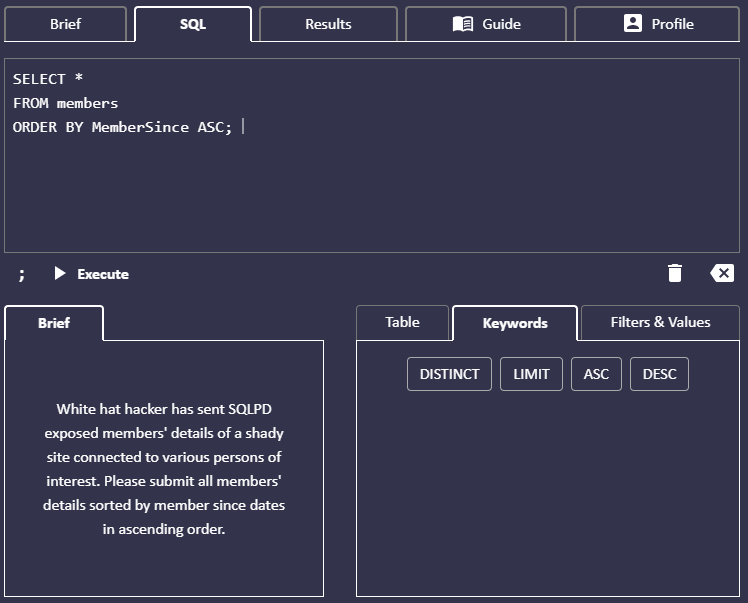 Brief
SQL
Results
Guide
Profile
SELECT *
FROM members
ORDER BY MemberSince ASC;
;
Execute
Brief
White hat hacker has sent SQLPD
exposed members' details of a shady
site connected to various persons of
interest. Please submit all members'
details sorted by member since dates
in ascending order.
Table
Keywords
Filters & Values
DISTINCT
LIMIT
ASC
DESC